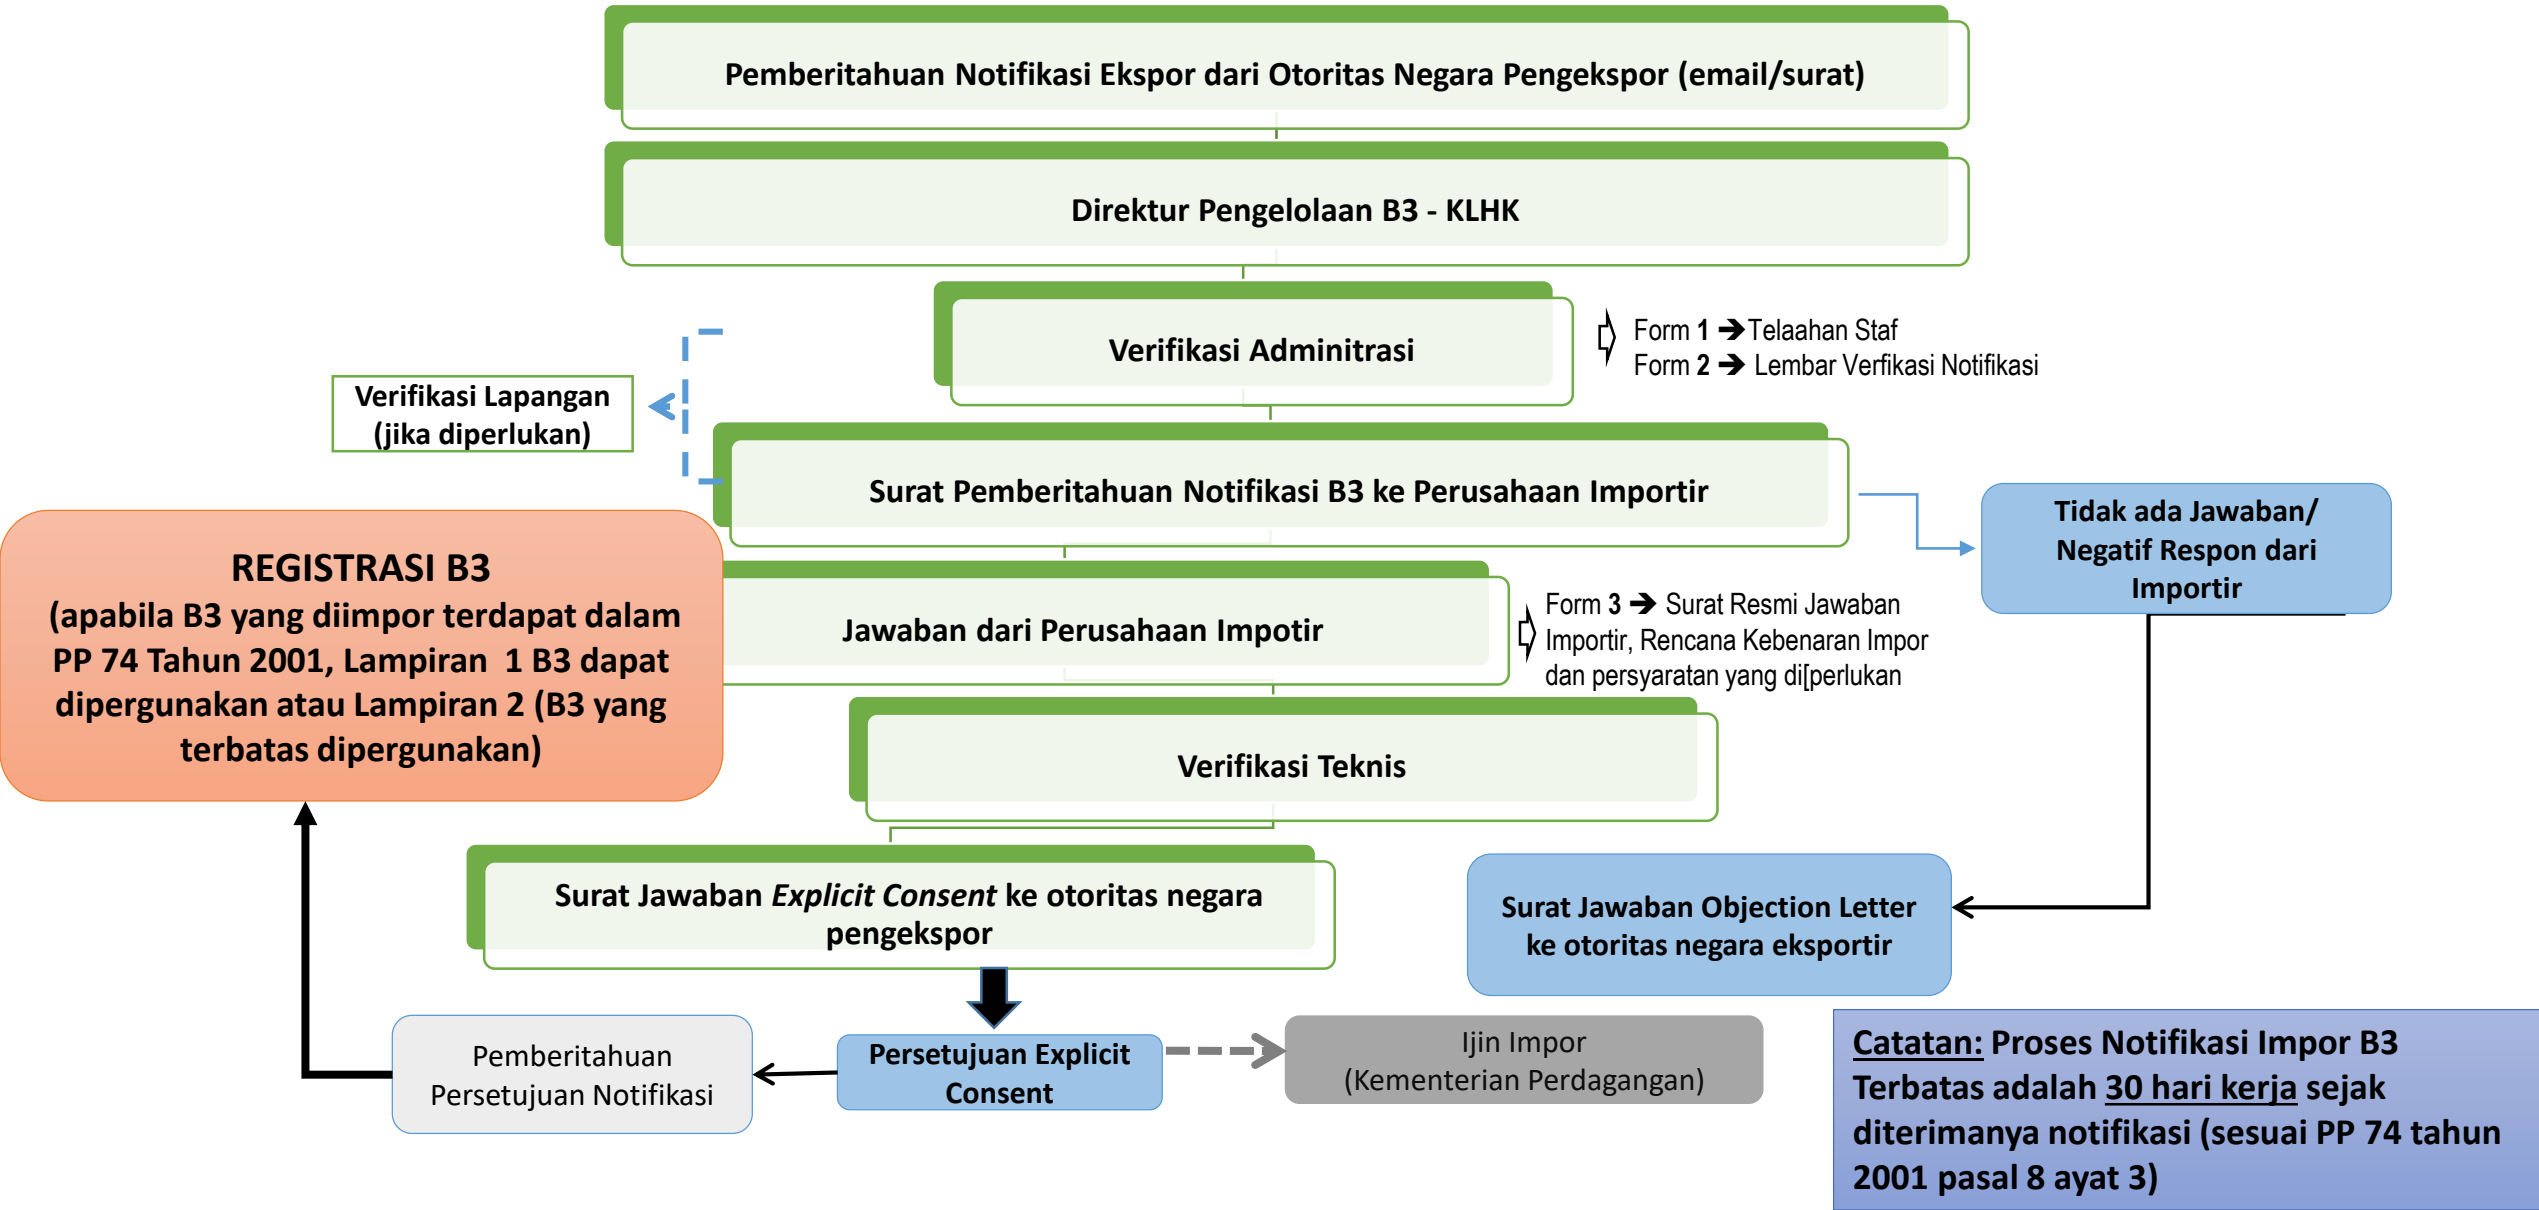 Pemberitahuan Notifikasi Ekspor dari Otoritas Negara Pengekspor (email/surat)
Direktur Pengelolaan B3 - KLHK
Verifikasi Adminitrasi
Form 1 ➔Telaahan Staf
Form 2 ➔ Lembar Verfikasi Notifikasi
Verifikasi Lapangan
(jika diperlukan)
Surat Pemberitahuan Notifikasi B3 ke Perusahaan Importir
Tidak ada Jawaban/
Negatif Respon dari
Importir
REGISTRASI B3
(apabila B3 yang diimpor terdapat dalam
PP 74 Tahun 2001, Lampiran 1 B3 dapat
dipergunakan atau Lampiran 2 (B3 yang
terbatas dipergunakan)
Jawaban dari Perusahaan Impotir
Form 3 ➔ Surat Resmi Jawaban
Importir, Rencana Kebenaran Impor
dan persyaratan yang di[perlukan
Verifikasi Teknis
Surat Jawaban Explicit Consent ke otoritas negara
pengekspor
Surat Jawaban Objection Letter
ke otoritas negara eksportir
Pemberitahuan
Persetujuan Notifikasi
Persetujuan Explicit
Consent
Ijin Impor
(Kementerian Perdagangan)
Catatan: Proses Notifikasi Impor B3
Terbatas adalah 30 hari kerja sejak
diterimanya notifikasi (sesuai PP 74 tahun
2001 pasal 8 ayat 3)